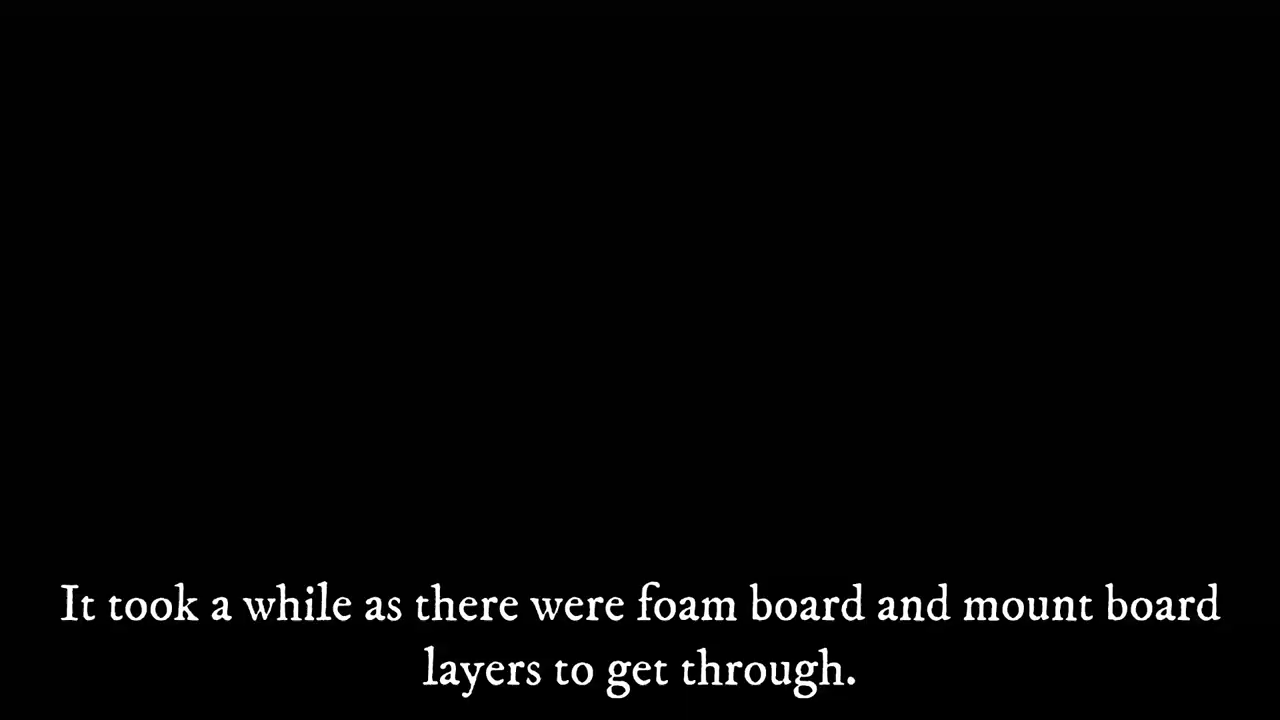 It took a while as there were foam board and mount board
layers to get through.